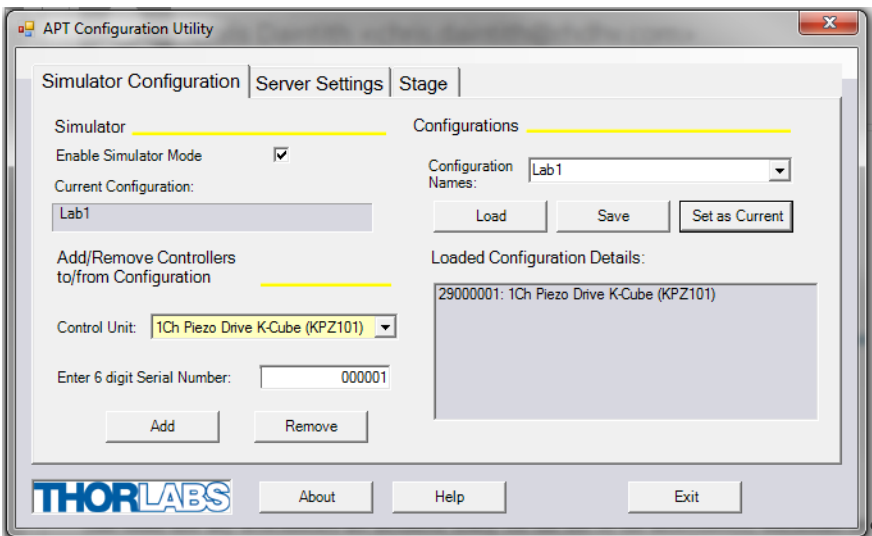 APT Configuration Utility
Simulator Configuration
Server Settings
Stage
Simulator
Enable Simulator Mode
Current Configuration:
Lab1
Add/Remove Controllers
to/from Configuration
Control Unit:
1Ch Piezo Drive K-Cube (KPZ101)
Enter 6 digit Serial Number:
000001
Add
Remove
Configurations
Configuration
Names:
Lab1
Load
Save
Set as Current
Loaded Configuration Details:
29000001: 1Ch Piezo Drive K-Cube (KPZ101)
THORLABS
About
Help
Exit